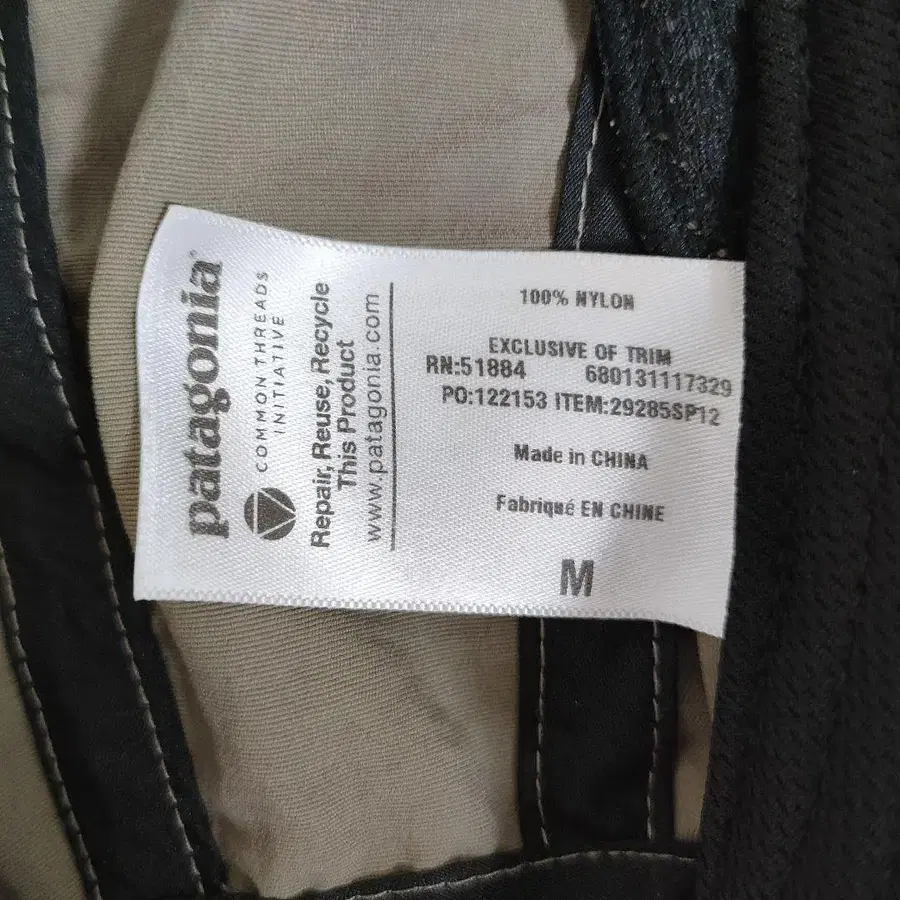 patagonia®
COMMON THREADS
INITIATIVE
Repair, Reuse, Recycle
This Product
www.patagonia.com
100% NYLON
EXCLUSIVE OF TRIM
RN:51884 680131117329
PO:122153 ITEM:29285SP12
Made in CHINA
Fabriqué EN CHINE
M